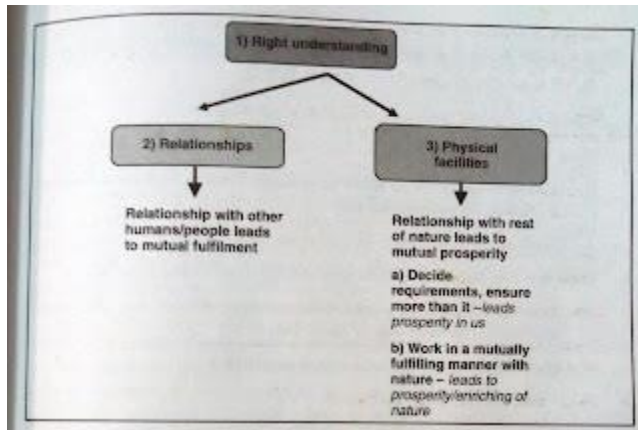 1) Right understanding
2) Relationships
Relationship with other
humans/people leads
to mutual fulfilment
3) Physical
facilities
Relationship with rest
of nature leads to
mutual prosperity
a) Decide
requirements, ensure
more than it –leads
prosperity in us
b) Work in a mutually
fulfilling manner with
nature – leads to
prosperity/enriching of
nature